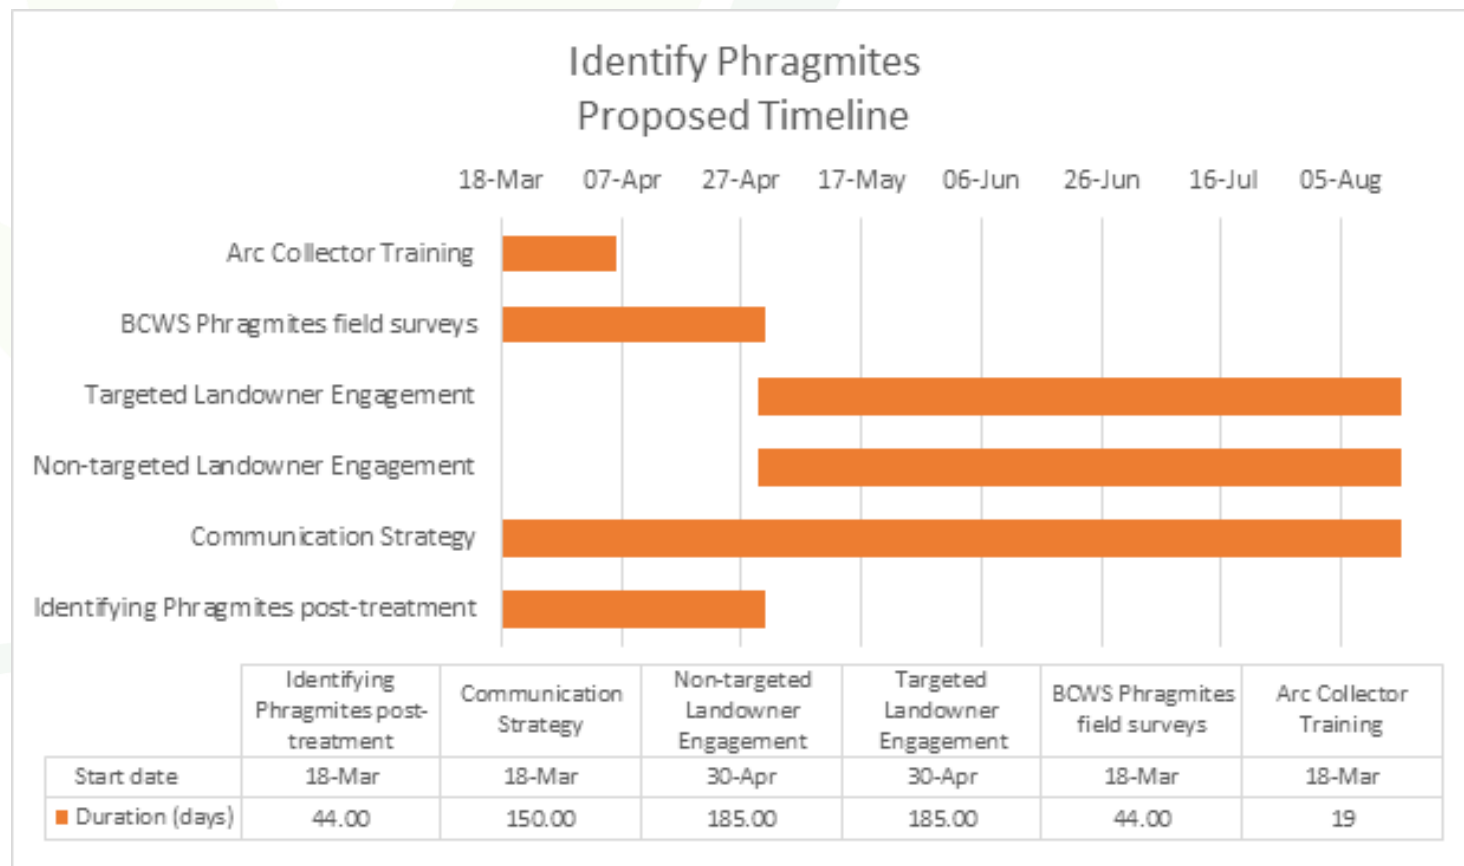 Identify Phragmites
Proposed Timeline
18-Mar 07-Apr 27-Apr 17-May 06-Jun 26-Jun 16-Jul 05-Aug
Arc Collector Training
BCWS Phragmites field surveys
Targeted Landowner Engagement
Non-targeted Landowner Engagement
Communication Strategy
Identifying Phragmites post-treatment
Identifying
Phragmites post-
treatment
Communication
Strategy
Non-targeted
Landowner
Engagement
Targeted
Landowner
Engagement
BCWS Phragmites
field surveys
Arc Collector
Training
Start date 18-Mar 18-Mar 30-Apr 30-Apr 18-Mar 18-Mar
Duration (days) 44.00 150.00 185.00 185.00 44.00 19